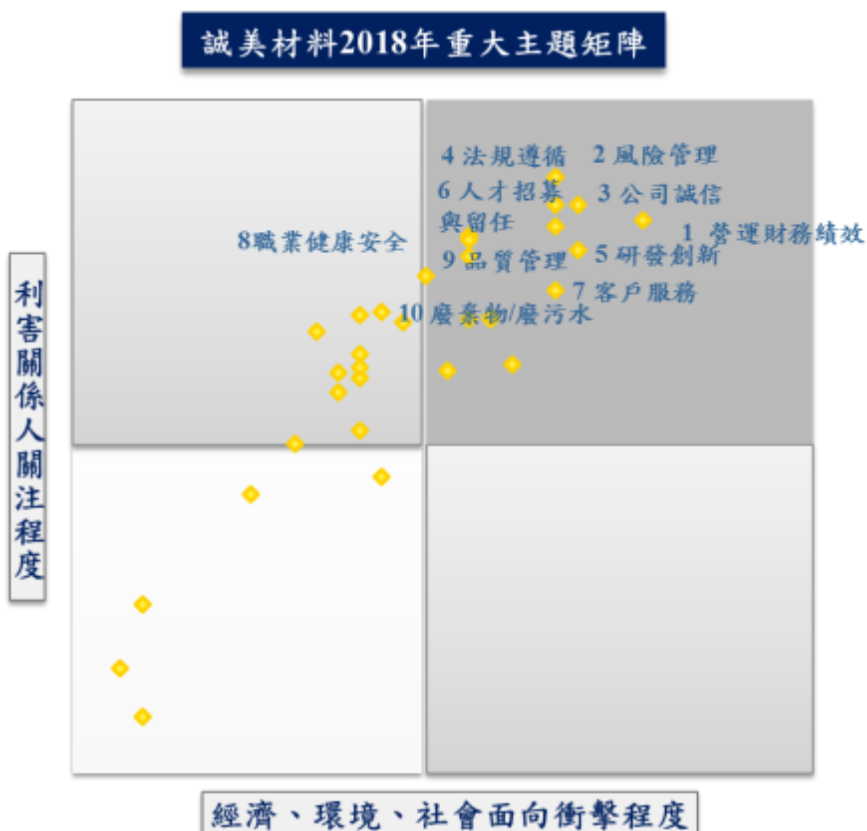 誠美材料2018年重大主題矩陣
4 法規遵循
2 風險管理
6 人才招募
與留任
3 公司誠信
1 營運財務績效
8職業健康安全
9 品質管理
5 研發創新
7 客戶服務
10 廢棄物/廢污水
利害關係人關注程度
經濟、環境、社會面向衝擊程度